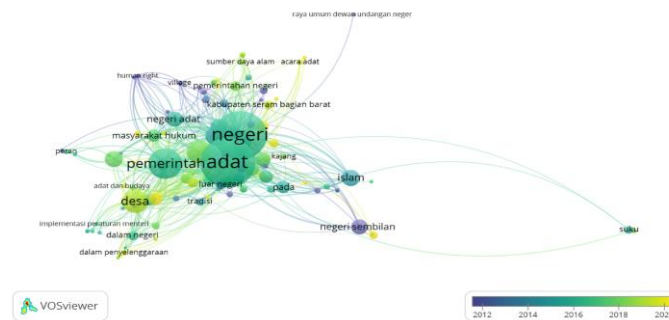 raya umum dewan undangan neger
sumber daya alam
acara adat
human right
village
pemerintahan negeri
kabupaten seram bagian barat
negeri adat
negeri
masyarakat hukum
peran
pemerintah
adat
kajang
luar negeri
pada
islam
adat dan budaya
desa
tradisi
implementasi peraturan menteri
dalam negeri
negeri sembilan
suku
dalam penyelenggaraan
VOSviewer
2012 2014 2016 2018 202